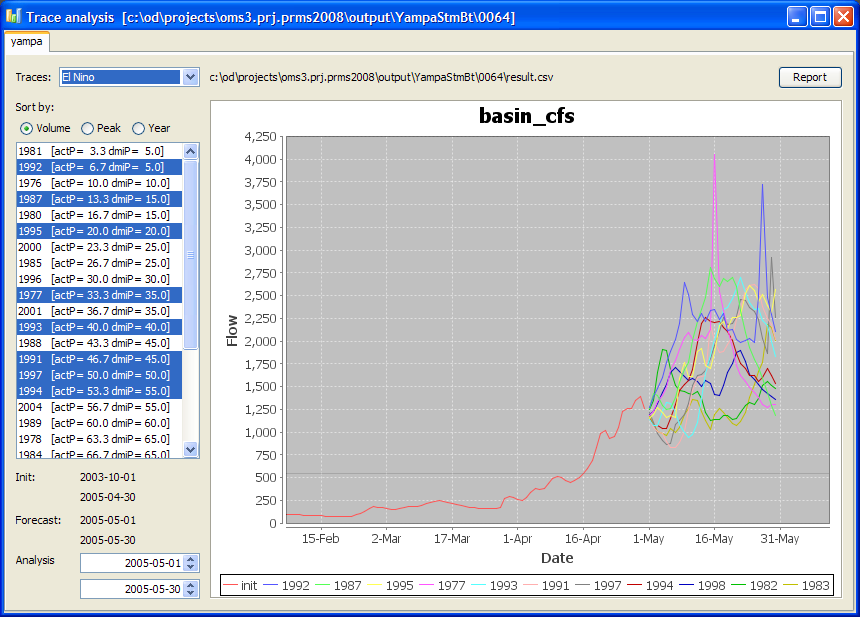 Trace analysis [c:\od\projects\oms3.prj.prms2008\output\YampaStmBt\0064]
yampa
Traces: El Nino c:\od\projects\oms3.prj.prms2008\output\YampaStmBt\0064\result.csv Report
Sort by:
Volume Peak Year
1981 [actP= 3.3 dmiP= 5.0]
1992 [actP= 6.7 dmiP= 5.0]
1976 [actP= 10.0 dmiP= 10.0]
1987 [actP= 13.3 dmiP= 15.0]
1980 [actP= 16.7 dmiP= 15.0]
1995 [actP= 20.0 dmiP= 20.0]
2000 [actP= 23.3 dmiP= 25.0]
1985 [actP= 26.7 dmiP= 25.0]
1996 [actP= 30.0 dmiP= 30.0]
1977 [actP= 33.3 dmiP= 35.0]
2001 [actP= 36.7 dmiP= 35.0]
1993 [actP= 40.0 dmiP= 40.0]
1988 [actP= 43.3 dmiP= 45.0]
1991 [actP= 46.7 dmiP= 45.0]
1997 [actP= 50.0 dmiP= 50.0]
1994 [actP= 53.3 dmiP= 55.0]
2004 [actP= 56.7 dmiP= 55.0]
1989 [actP= 60.0 dmiP= 60.0]
1978 [actP= 63.3 dmiP= 65.0]
1984 [actP= 66.7 dmiP= 65.0]
Init: 2003-10-01
2005-04-30
Forecast: 2005-05-01
2005-05-30
Analysis 2005-05-01
2005-05-30
basin_cfs
Flow
4,250
4,000
3,750
3,500
3,250
3,000
2,750
2,500
2,250
2,000
1,750
1,500
1,250
1,000
750
500
250
0
15-Feb 2-Mar 17-Mar 1-Apr 16-Apr 1-May 16-May 31-May
Date
init 1992 1987 1995 1977 1993 1991 1997 1994 1998 1982 1983